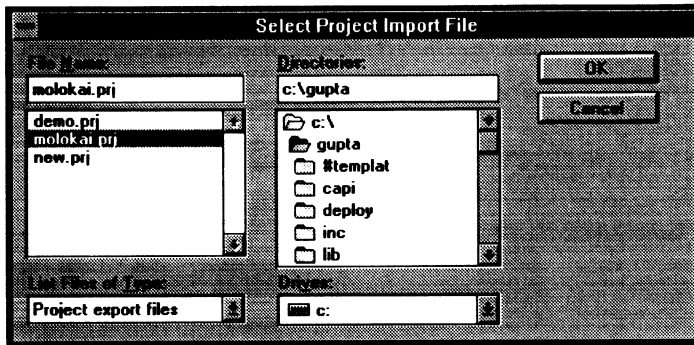 Select Project Import File
File Name:
molokai.prj
demo.prj
molokai.prj
new.prj
List Files of Type:
Project export files
Directories:
c:\gupta
c:\
gupta
#templat
capi
deploy
inc
lib
Drives:
c:
OK
Cancel